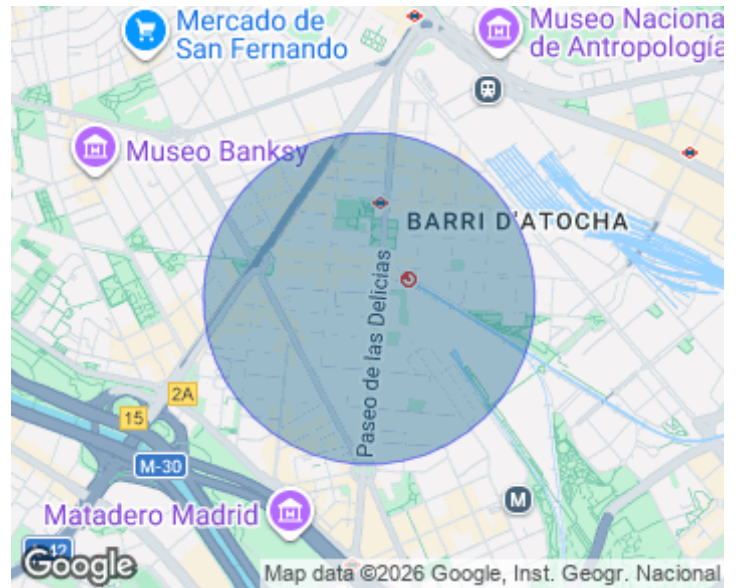 Mercado de
San Fernando
Museo Naciona
de Antropología
Museo Banksy
BARRI D'ATOCHA
Paseo de las Delicias
2A
15
M-30
Matadero Madrid
M
Google
Map data ©2026 Google, Inst. Geogr. Nacional